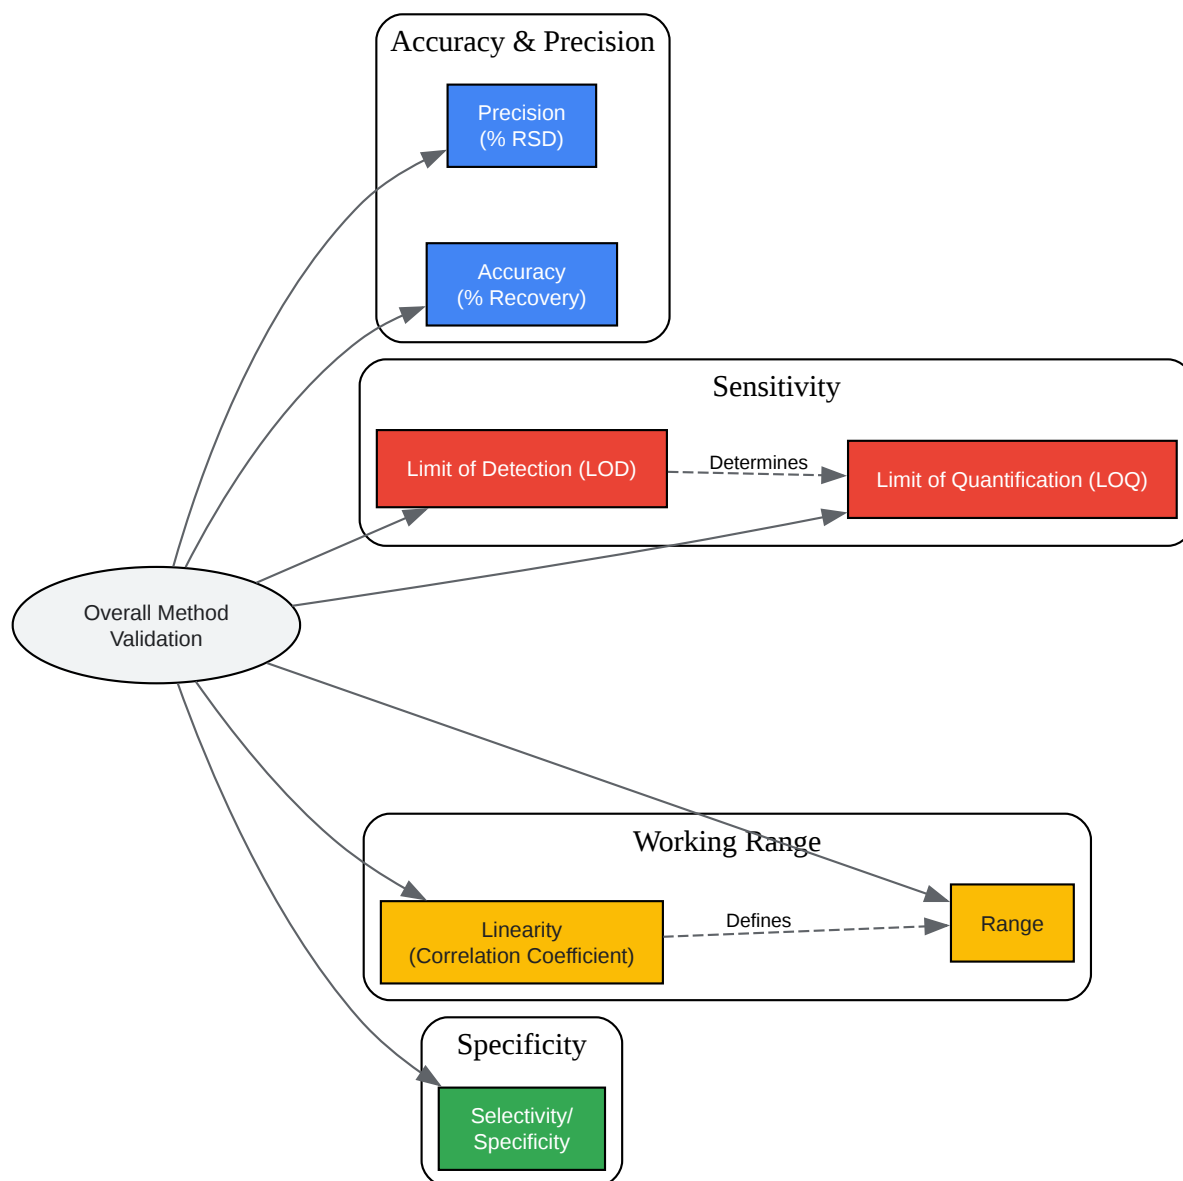 Accuracy & Precision
Precision
(% RSD)
Accuracy
(% Recovery)
Sensitivity
Limit of Detection (LOD)
Determines
Limit of Quantification (LOQ)
Overall Method
Validation
Working Range
Linearity
(Correlation Coefficient)
Defines
Range
Specificity
Selectivity/
Specificity